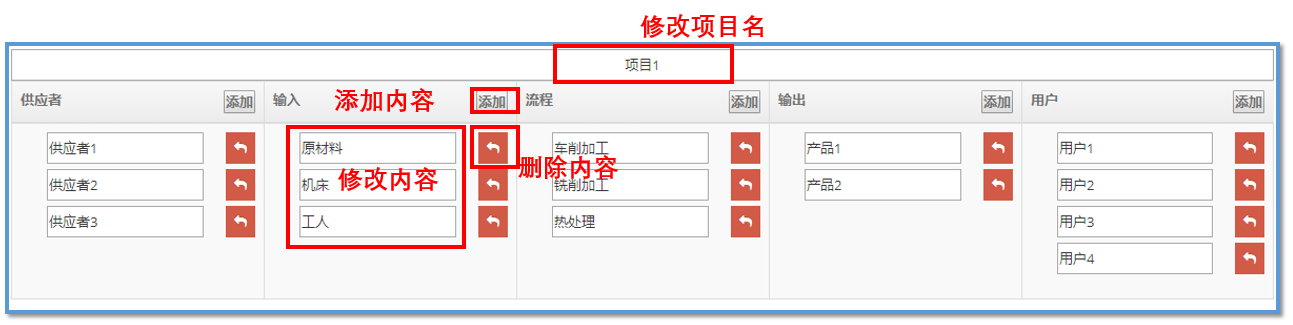 修改项目名
项目1
供应者 添加 输入 添加内容 添加 流程 添加 输出 添加 用户 添加
供应者1 原材料 车削加工 产品1 用户1
删除内容
供应者2 机床 修改内容 铣削加工 产品2 用户2
供应者3 工人 热处理 用户3
用户4